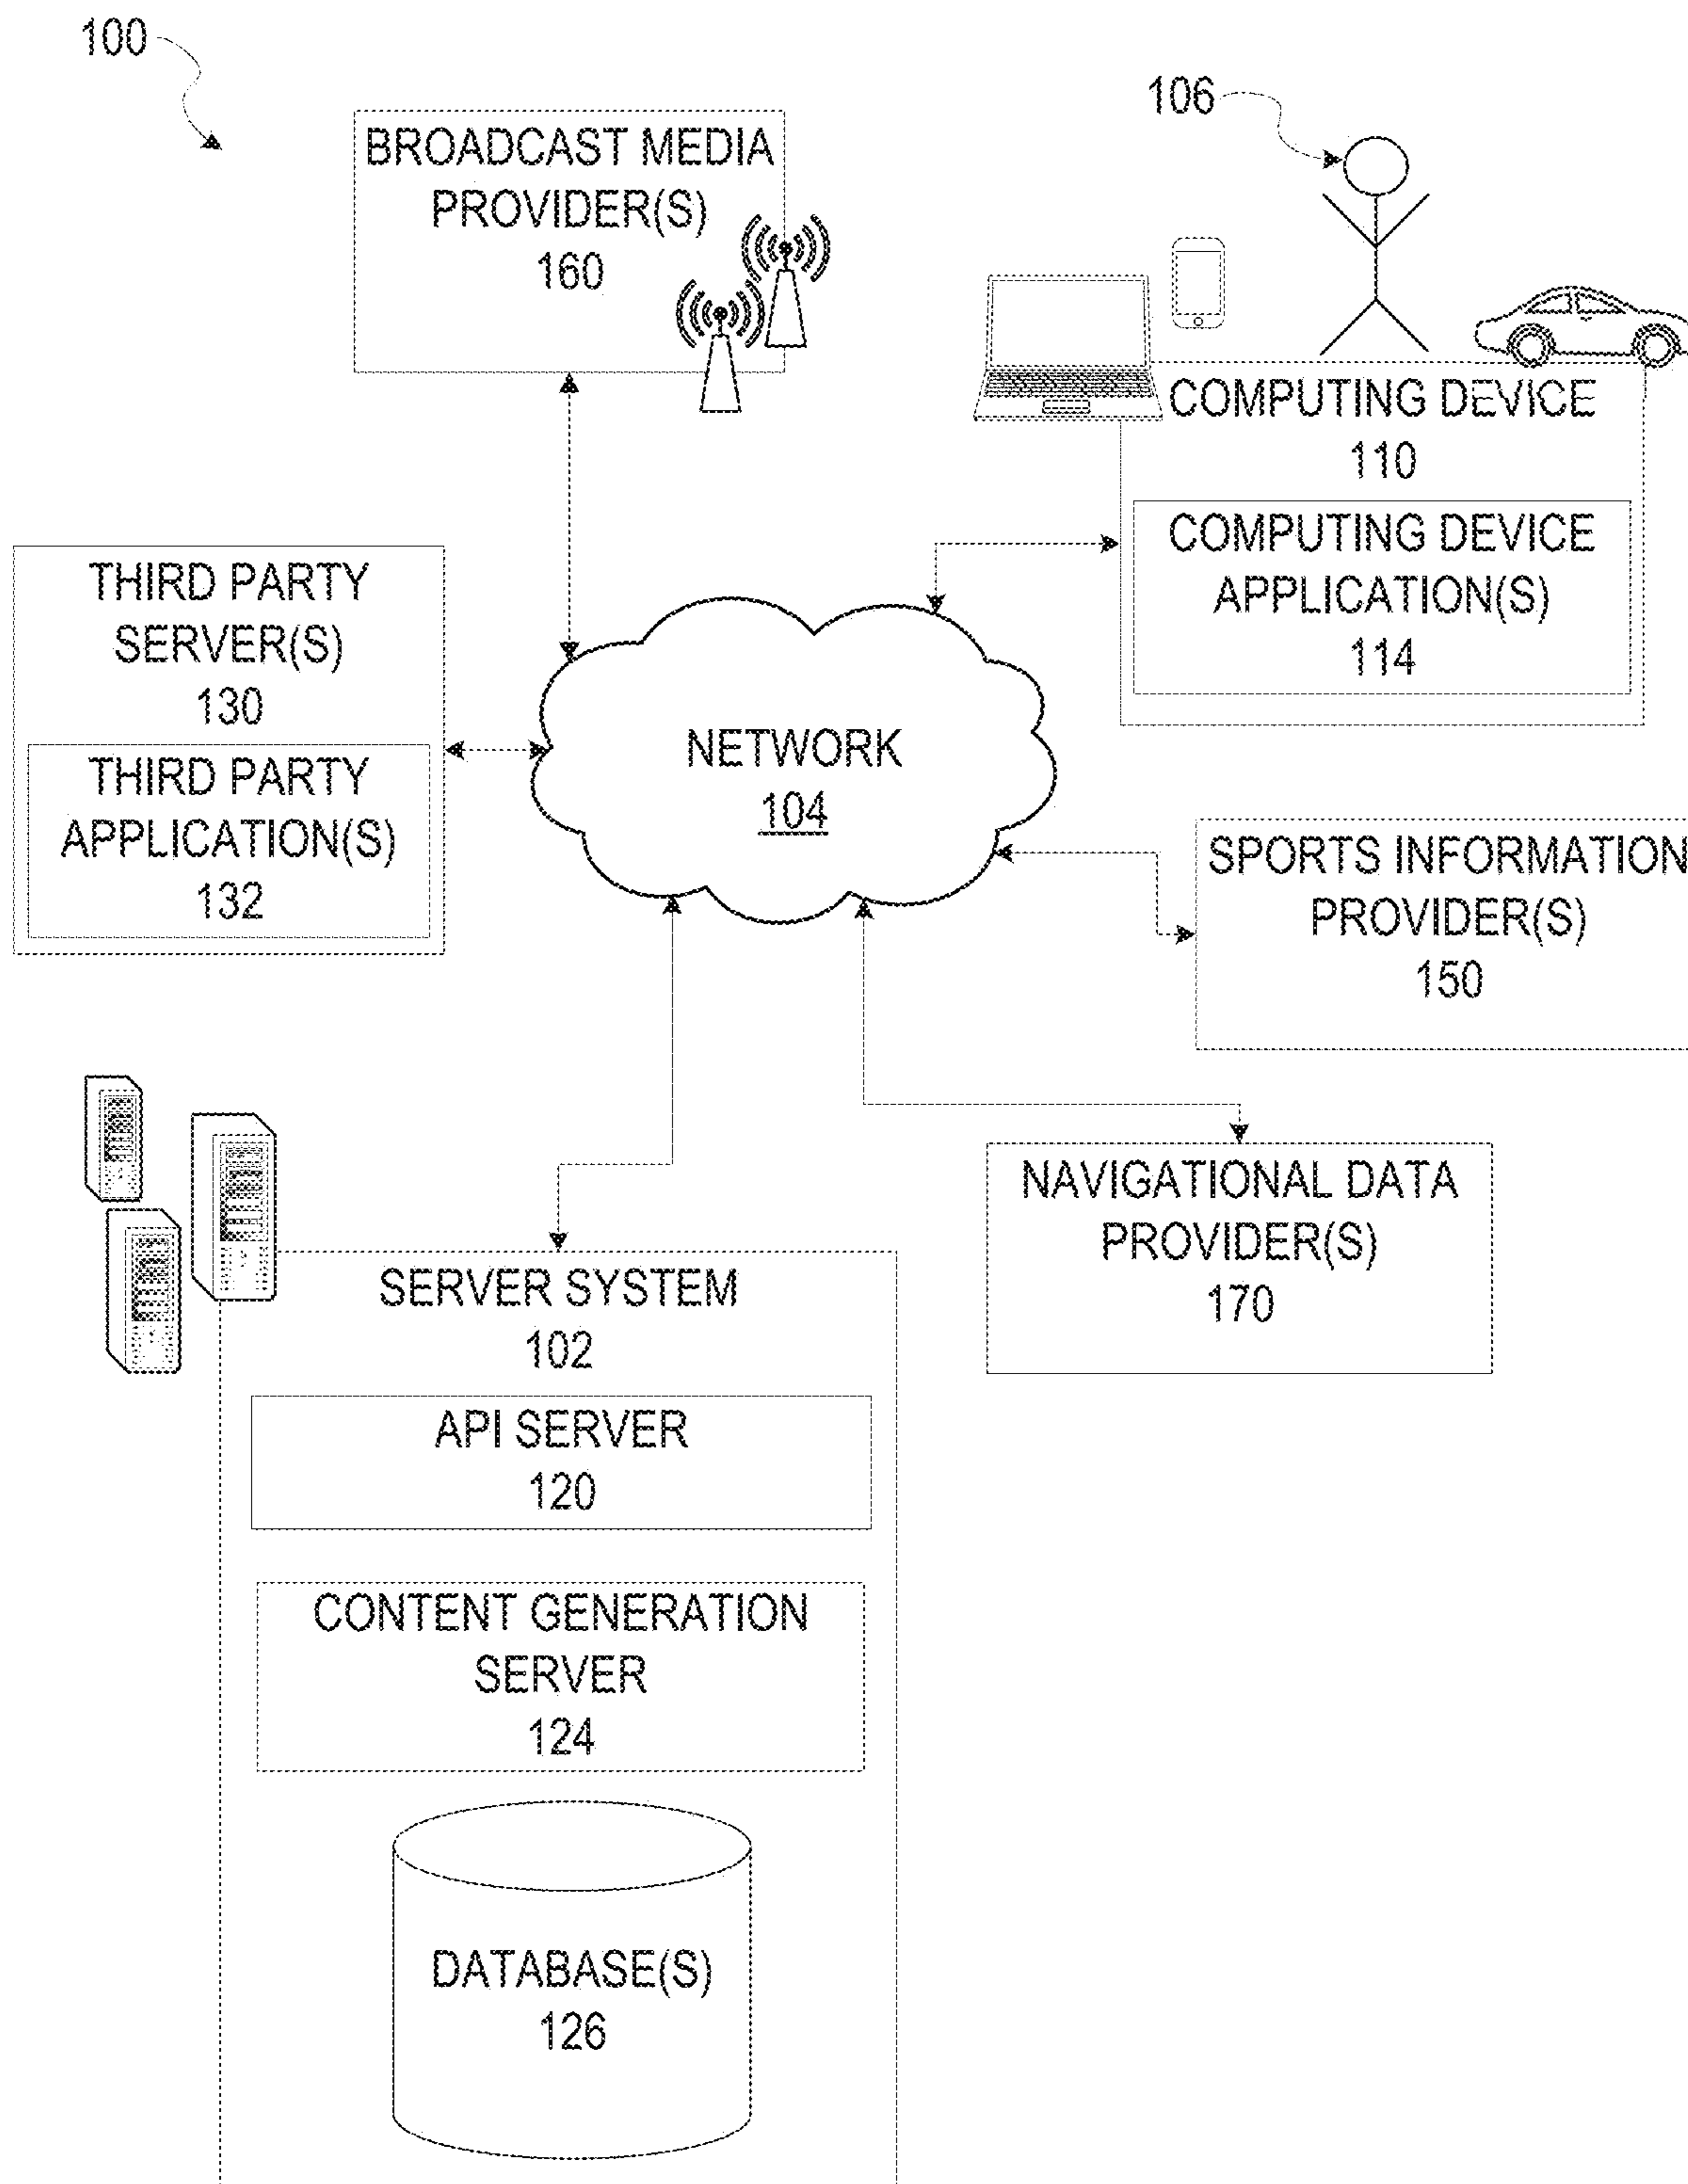 100
BROADCAST MEDIA
PROVIDER(S)
160
106
COMPUTING DEVICE
110
COMPUTING DEVICE
APPLICATION(S)
114
THIRD PARTY
SERVER(S)
130
THIRD PARTY
APPLICATION(S)
132
NETWORK
104
SPORTS INFORMATION
PROVIDER(S)
150
NAVIGATIONAL DATA
PROVIDER(S)
170
SERVER SYSTEM
102
API SERVER
120
CONTENT GENERATION
SERVER
124
DATABASE(S)
126